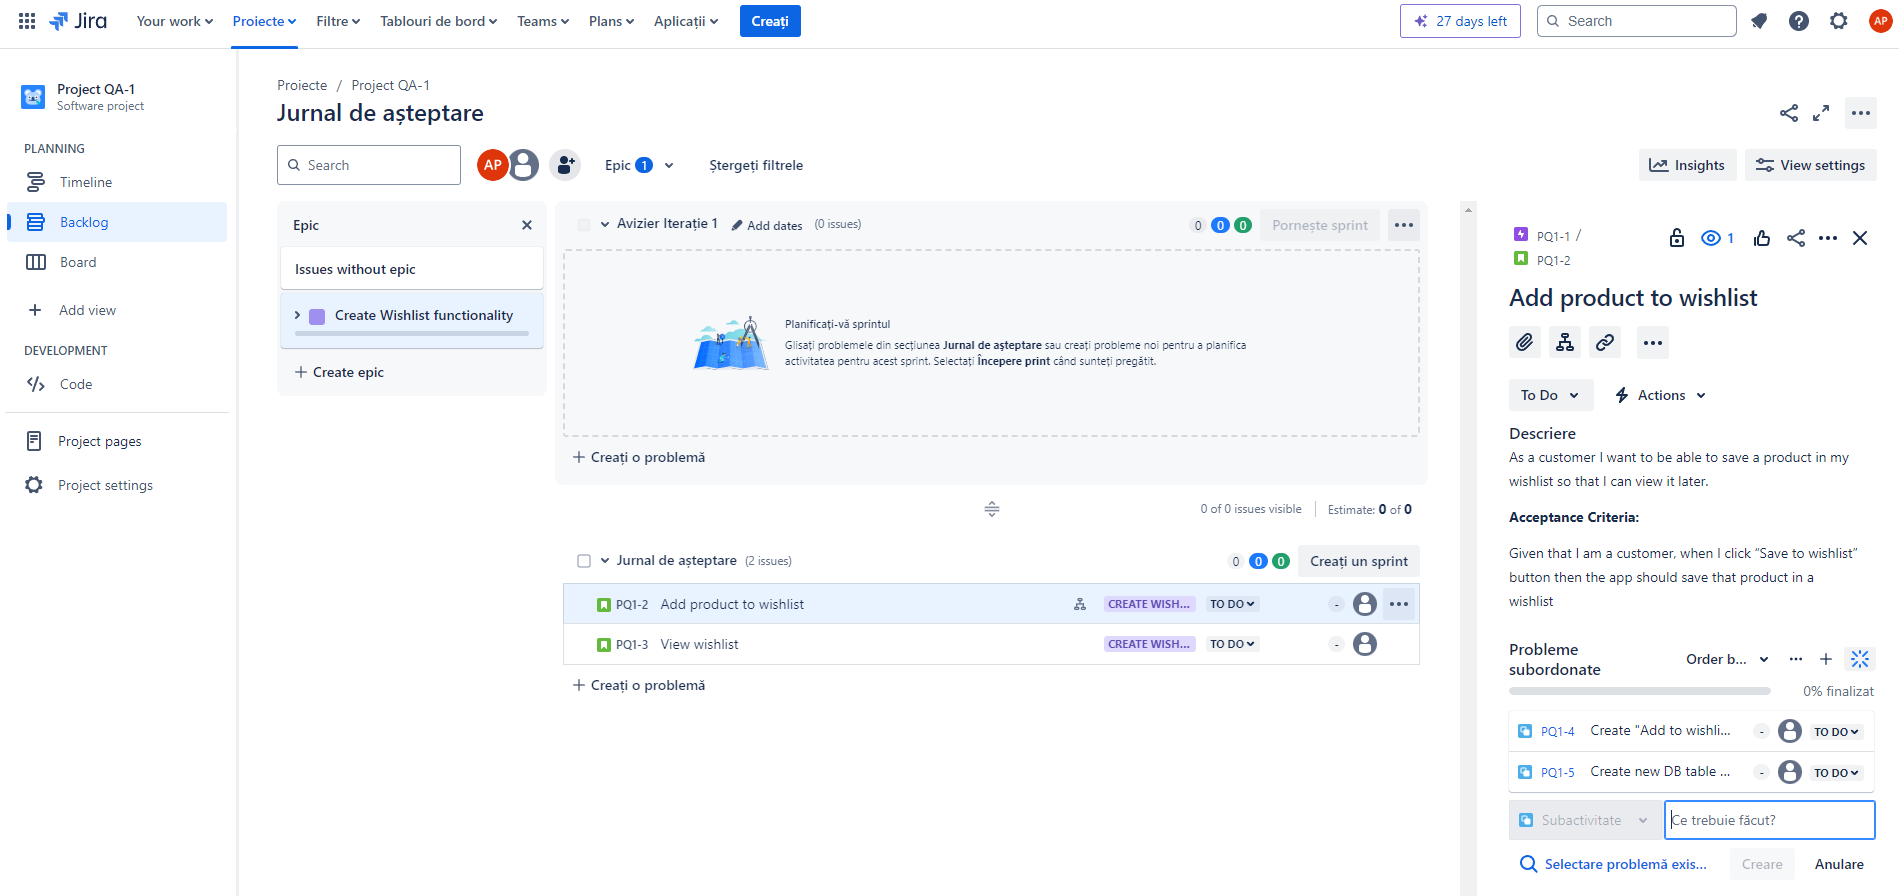 Jira
Your work
Proiecte
Filtre
Tablouri de bord
Teams
Plans
Aplicații
Creați
27 days left
Search
AP
Project QA-1
Software project
PLANNING
Timeline
Backlog
Board
Add view
DEVELOPMENT
Code
Project pages
Project settings
Proiecte / Project QA-1
Jurnal de așteptare
Search
AP
Epic 1
Ștergeți filtrele
Insights
View settings
Epic
Issues without epic
Create Wishlist functionality
Create epic
Avizier Iterație 1 Add dates (0 issues)
0 0 0 Pornește sprint
Planificați-vă sprintul
Glisați problemele din secțiunea Jurnal de așteptare sau creați probleme noi pentru a planifica
activitatea pentru acest sprint. Selectați Începere print când sunteți pregătit.
Creați o problemă
0 of 0 issues visible Estimate: 0 of 0
Jurnal de așteptare (2 issues) 0 0 0 Creați un sprint
PQ1-2 Add product to wishlist CREATE WISH... TO DO -
PQ1-3 View wishlist CREATE WISH... TO DO -
Creați o problemă
PQ1-1 /
PQ1-2
1
Add product to wishlist
To Do Actions
Descriere
As a customer I want to be able to save a product in my
wishlist so that I can view it later.
Acceptance Criteria:
Given that I am a customer, when I click “Save to wishlist”
button then the app should save that product in a
wishlist
Probleme
subordonate
Order b...
0% finalizat
PQ1-4 Create "Add to wishli... - TO DO
PQ1-5 Create new DB table ... - TO DO
Subactivitate Ce trebuie făcut?
Selectare problemă exis... Creare Anulare